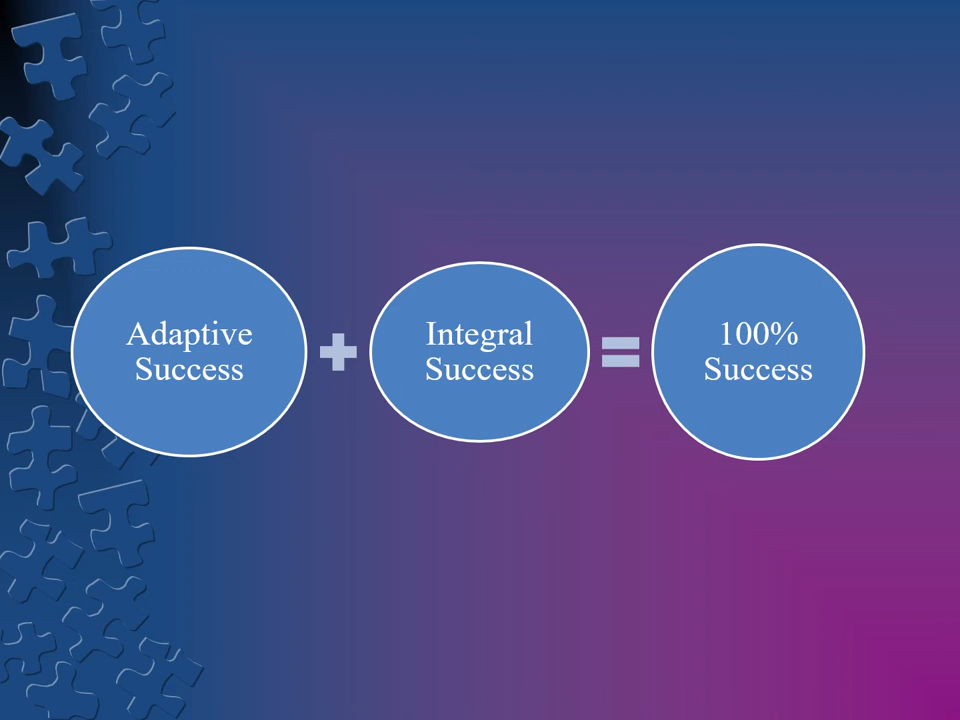 Adaptive
Success
+
Integral
Success
=
100%
Success